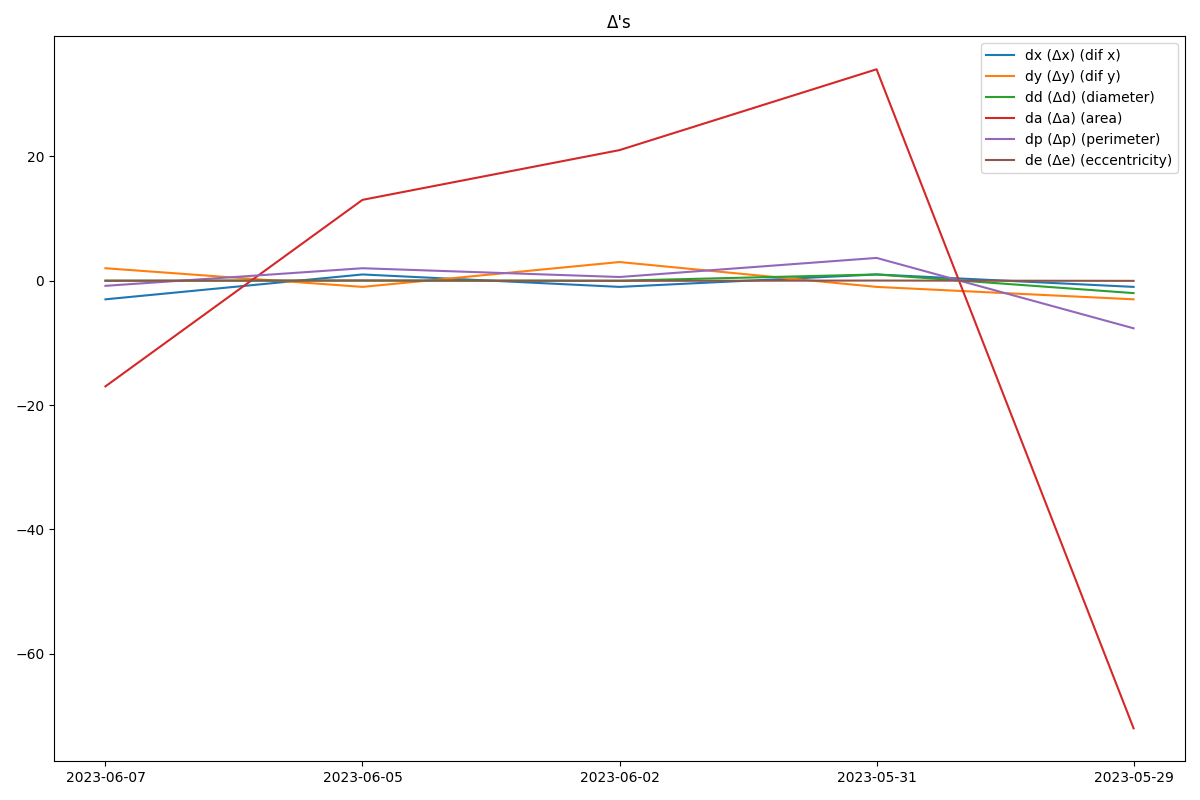 Δ's
dx (Δx) (dif x)
dy (Δy) (dif y)
dd (Δd) (diameter)
da (Δa) (area)
dp (Δp) (perimeter)
de (Δe) (eccentricity)
20
0
−20
−40
−60
2023-06-07 2023-06-05 2023-06-02 2023-05-31 2023-05-29